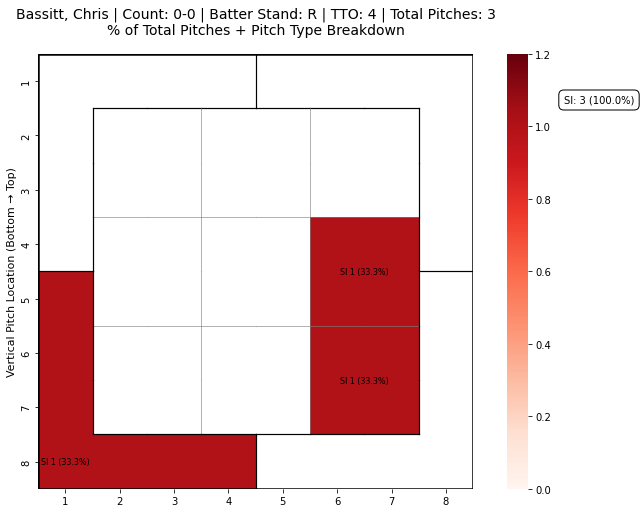 Bassitt, Chris | Count: 0-0 | Batter Stand: R | TTO: 4 | Total Pitches: 3
% of Total Pitches + Pitch Type Breakdown
Vertical Pitch Location (Bottom → Top)
1
2
3
4
5
6
7
8
SI 1 (33.3%)
SI 1 (33.3%)
SI 1 (33.3%)
1 2 3 4 5 6 7 8
1.2
1.0
0.8
0.6
0.4
0.2
0.0
SI: 3 (100.0%)